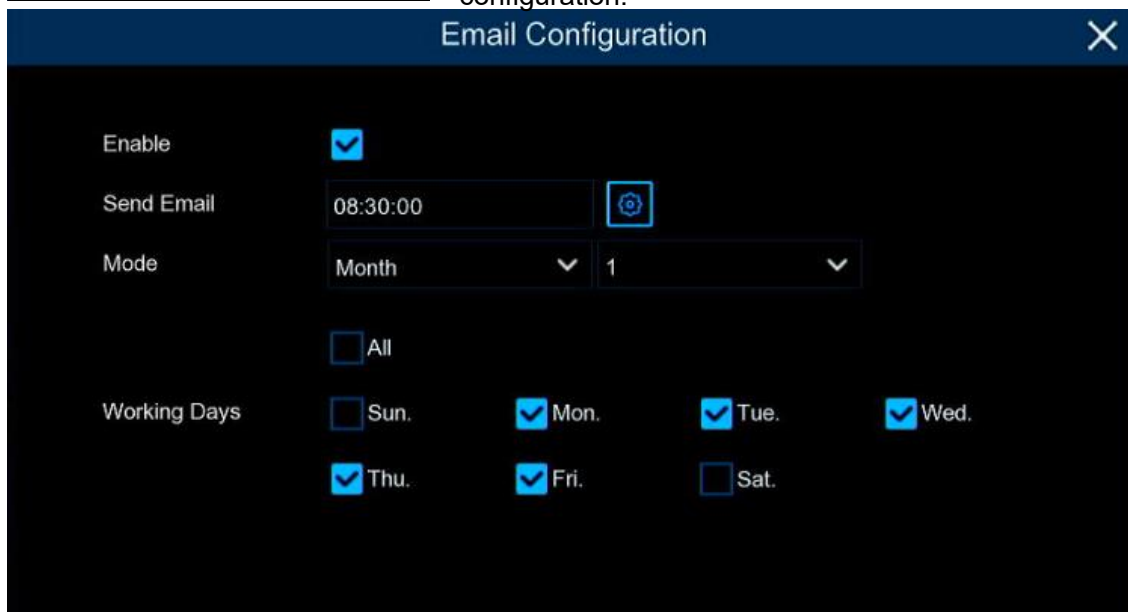 configuration.
Email Configuration
Enable
Send Email 08:30:00
Mode Month 1
All
Working Days Sun. Mon. Tue. Wed.
Thu. Fri. Sat.